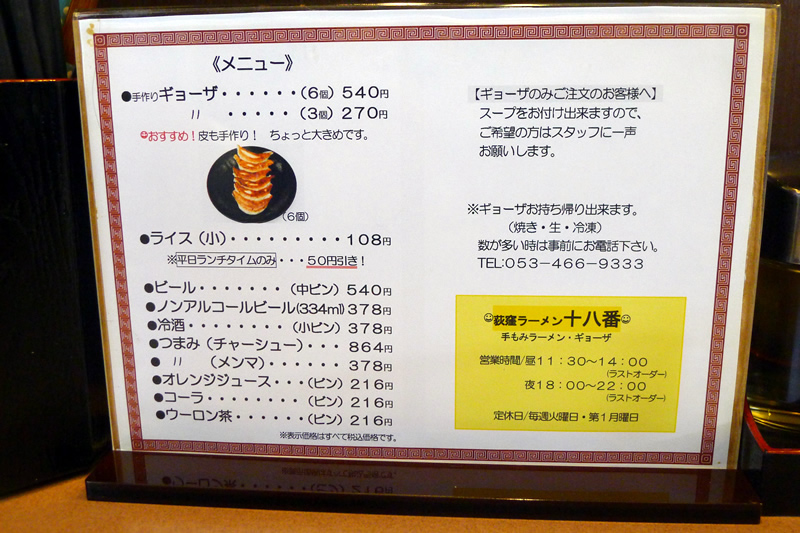 《メニュー》
●手作りギョーザ・・・・・・(6個) 540円
〃 ・・・・・(3個) 270円
おすすめ!皮も手作り! ちょっと大きめです。
(6個)
●ライス(小)・・・・・・・・・108円
※平日ランチタイムのみ・・・50円引き!
●ビール・・・・・・・(中ビン) 540円
●ノンアルコールビール(334ml) 378円
●冷酒・・・・・・・・(小ビン) 378円
●つまみ(チャーシュー)・・・864円
● 〃 (メンマ)・・・・・・378円
●オレンジジュース・・・(ビン) 216円
●コーラ・・・・・・・・(ビン) 216円
●ウーロン茶・・・・・・(ビン) 216円
※表示価格はすべて税込価格です。
【ギョーザのみご注文のお客様へ】
スープをお付け出来ますので、
ご希望の方はスタッフに一声
お願いします。
※ギョーザお持ち帰り出来ます。
(焼き・生・冷凍)
数が多い時は事前にお電話下さい。
TEL:053-466-9333
荻窪ラーメン十八番
手もみラーメン・ギョーザ
営業時間/昼11:30~14:00
(ラストオーダー)
夜18:00~22:00
(ラストオーダー)
定休日/毎週火曜日・第1月曜日